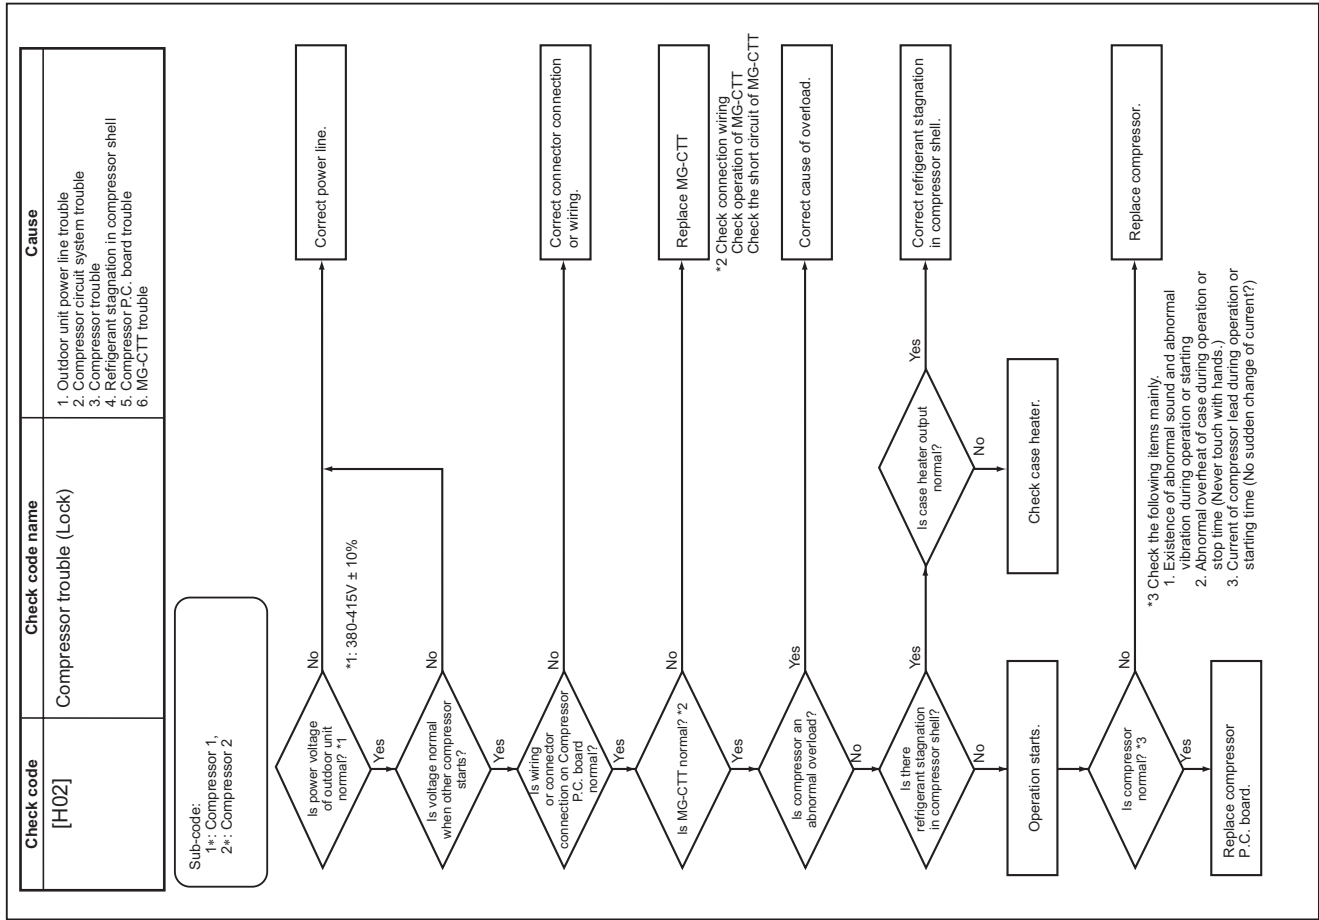 Check code
Check code name
Cause
[H02]
Compressor trouble (Lock)
1. Outdoor unit power line trouble
2. Compressor circuit system trouble
3. Compressor trouble
4. Refrigerant stagnation in compressor shell
5. Compressor P.C. board trouble
6. MG-CTT trouble
Sub-code:
1*: Compressor 1,
2*: Compressor 2
Is power voltage
of outdoor unit
normal? *1
No
Correct power line.
*1: 380-415V ± 10%
Yes
Is voltage normal
when other compressor
starts?
No
Yes
Is wiring
or connector
connection on Compressor
P.C. board
normal?
No
Correct connector connection
or wiring.
Yes
Is MG-CTT normal? *2
No
Replace MG-CTT
*2 Check connection wiring
Check operation of MG-CTT
Check the short circuit of MG-CTT
Yes
Is compressor an
abnormal overload?
Yes
Correct cause of overload.
No
Is there
refrigerant stagnation
in compressor shell?
Yes
Is case heater output
normal?
Yes
Correct refrigerant stagnation
in compressor shell.
No
Check case heater.
No
Operation starts.
Is compressor
normal? *3
No
Replace compressor.
*3 Check the following items mainly.
1. Existence of abnormal sound and abnormal
vibration during operation or starting
2. Abnormal overheat of case during operation or
stop time (Never touch with hands.)
3. Current of compressor lead during operation or
starting time (No sudden change of current?)
Yes
Replace compressor
P.C. board.